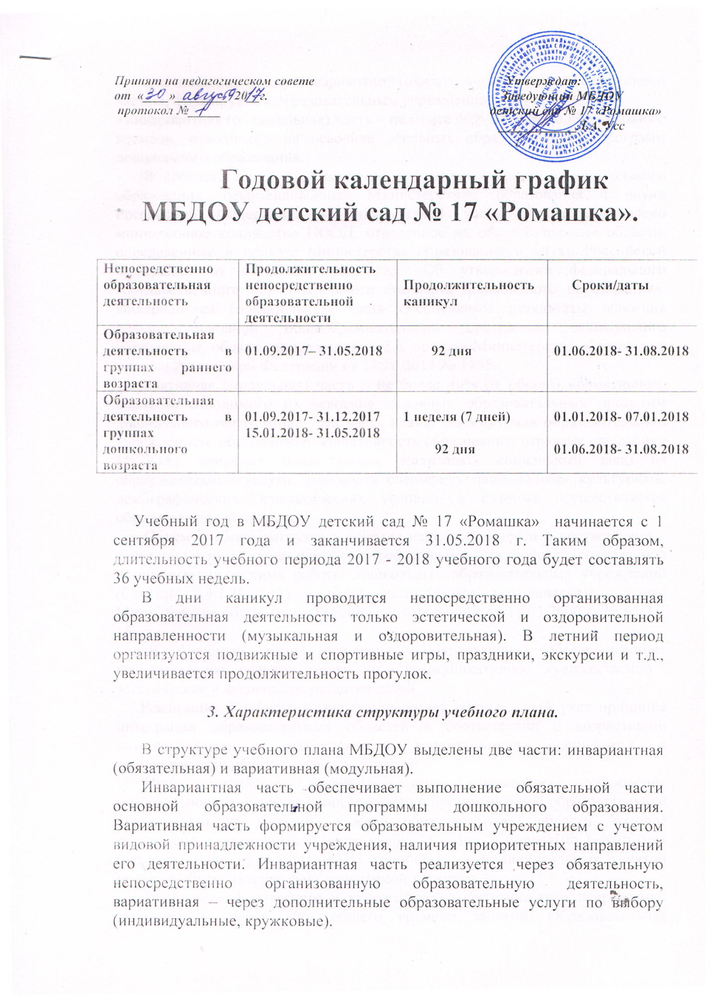 Принят на педагогическом совете
от «30» август 2017г.
протокол № 1
Утверждаю:
Заведующий МБДОУ
детский сад № 17 «Ромашка»
Усс
Годовой календарный график
МБДОУ детский сад № 17 «Ромашка».
Непосредственно
образовательная
деятельность
Продолжительность
непосредственно
образовательной
деятельности
Продолжительность
каникул
Сроки/даты
Образовательная
деятельность в
группах раннего
возраста
01.09.2017– 31.05.2018
92 дня
01.06.2018- 31.08.2018
Образовательная
деятельность в
группах
дошкольного
возраста
01.09.2017- 31.12.2017
15.01.2018- 31.05.2018
1 неделя (7 дней)
92 дня
01.01.2018- 07.01.2018
01.06.2018- 31.08.2018
Учебный год в МБДОУ детский сад № 17 «Ромашка» начинается с 1
сентября 2017 года и заканчивается 31.05.2018 г. Таким образом,
длительность учебного периода 2017 - 2018 учебного года будет составлять
36 учебных недель.
В дни каникул проводится непосредственно организованная
образовательная деятельность только эстетической и оздоровительной
направленности (музыкальная и оздоровительная). В летний период
организуются подвижные и спортивные игры, праздники, экскурсии и т.д.,
увеличивается продолжительность прогулок.
3. Характеристика структуры учебного плана.
В структуре учебного плана МБДОУ выделены две части: инвариантная
(обязательная) и вариативная (модульная).
Инвариантная часть обеспечивает выполнение обязательной части
основной образовательной программы дошкольного образования.
Вариативная часть формируется образовательным учреждением с учетом
видовой принадлежности учреждения, наличия приоритетных направлений
его деятельности. Инвариантная часть реализуется через обязательную
непосредственно организованную образовательную деятельность,
вариативная – через дополнительные образовательные услуги по выбору
(индивидуальные, кружковые).